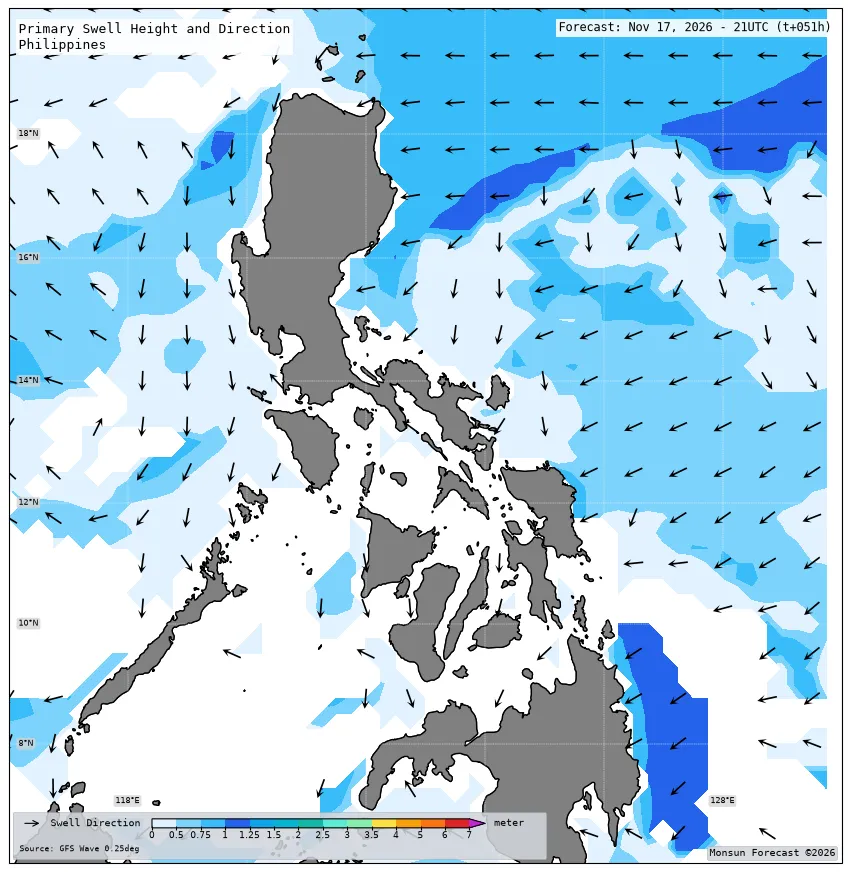 Primary Swell Height and Direction
Philippines
Forecast: Nov 17, 2026 - 21UTC (t+051h)
18°N
16°N
14°N
12°N
10°N
8°N
118°E
128°E
Swell Direction
0 0.5 0.75 1 1.25 1.5 2 2.5 3 3.5 4 5 6 7
meter
Source: GFS Wave 0.25deg
Monsun Forecast ©2026